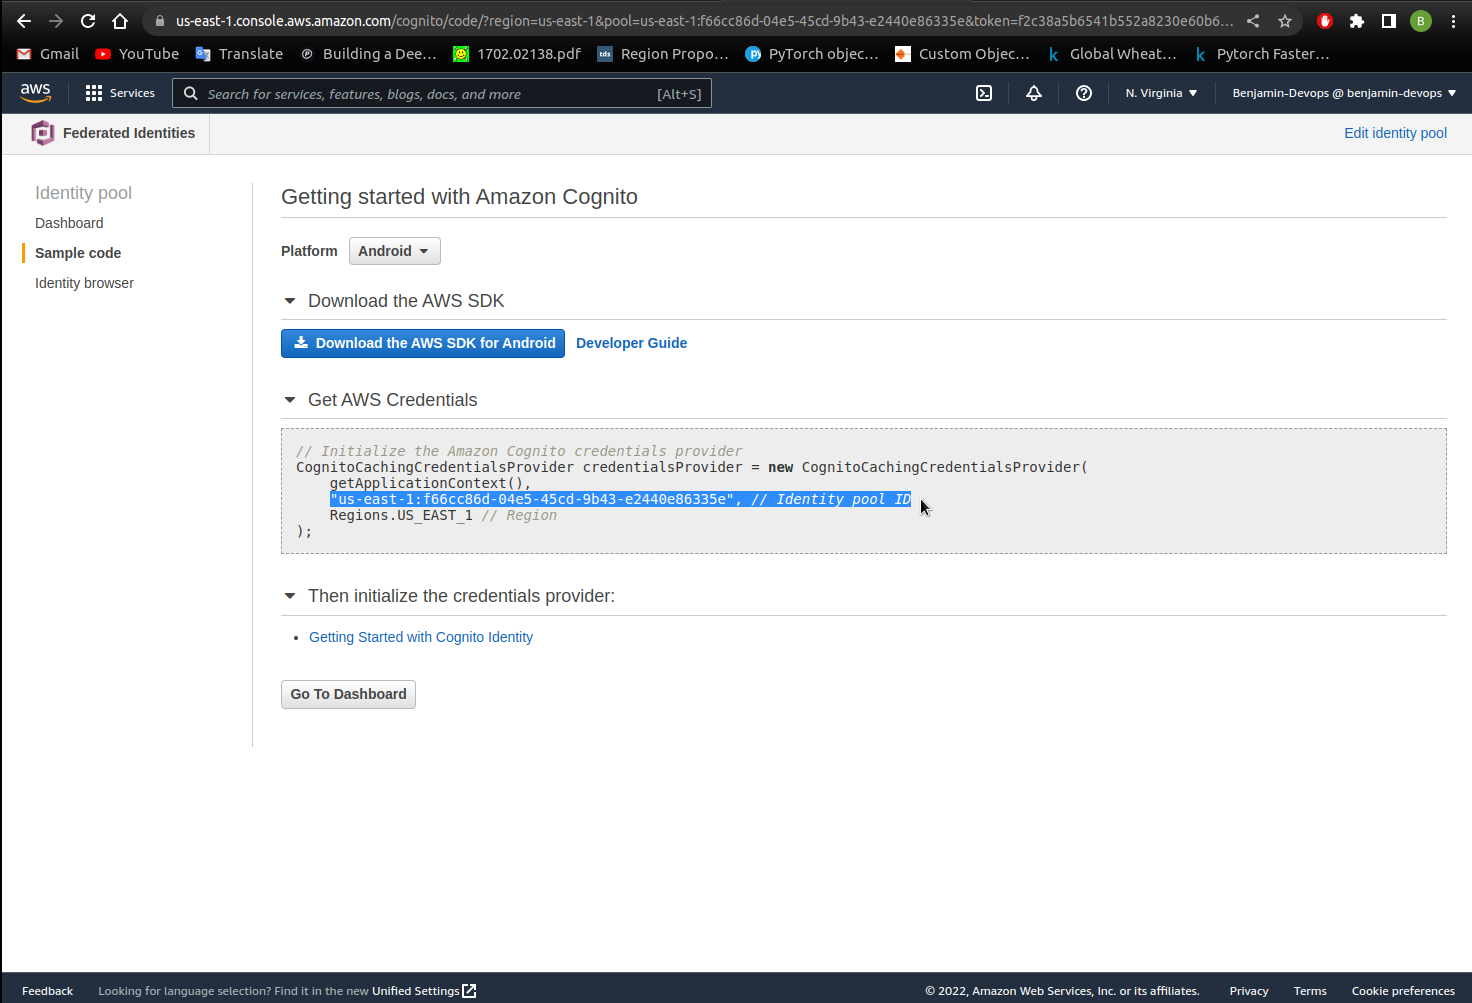 us-east-1.console.aws.amazon.com/cognito/code/?region=us-east-1&pool=us-east-1:f66cc86d-04e5-45cd-9b43-e2440e86335e&token=f2c38a5b6541b552a8230e60b6...
B
Gmail YouTube Translate Building a Dee... 1702.02138.pdf tds Region Propo... PyTorch objec... Custom Objec... k Global Wheat... k Pytorch Faster...
aws Services Search for services, features, blogs, docs, and more [Alt+S] N. Virginia Benjamin-Devops @ benjamin-devops
Federated Identities Edit identity pool
Identity pool
Dashboard
Sample code
Identity browser
Getting started with Amazon Cognito
Platform Android
Download the AWS SDK
Download the AWS SDK for Android Developer Guide
Get AWS Credentials
// Initialize the Amazon Cognito credentials provider
CognitoCachingCredentialsProvider credentialsProvider = new CognitoCachingCredentialsProvider(
getApplicationContext(),
"us-east-1:f66cc86d-04e5-45cd-9b43-e2440e86335e", // Identity pool ID
Regions.US_EAST_1 // Region
);
Then initialize the credentials provider:
• Getting Started with Cognito Identity
Go To Dashboard
Feedback Looking for language selection? Find it in the new Unified Settings © 2022, Amazon Web Services, Inc. or its affiliates. Privacy Terms Cookie preferences